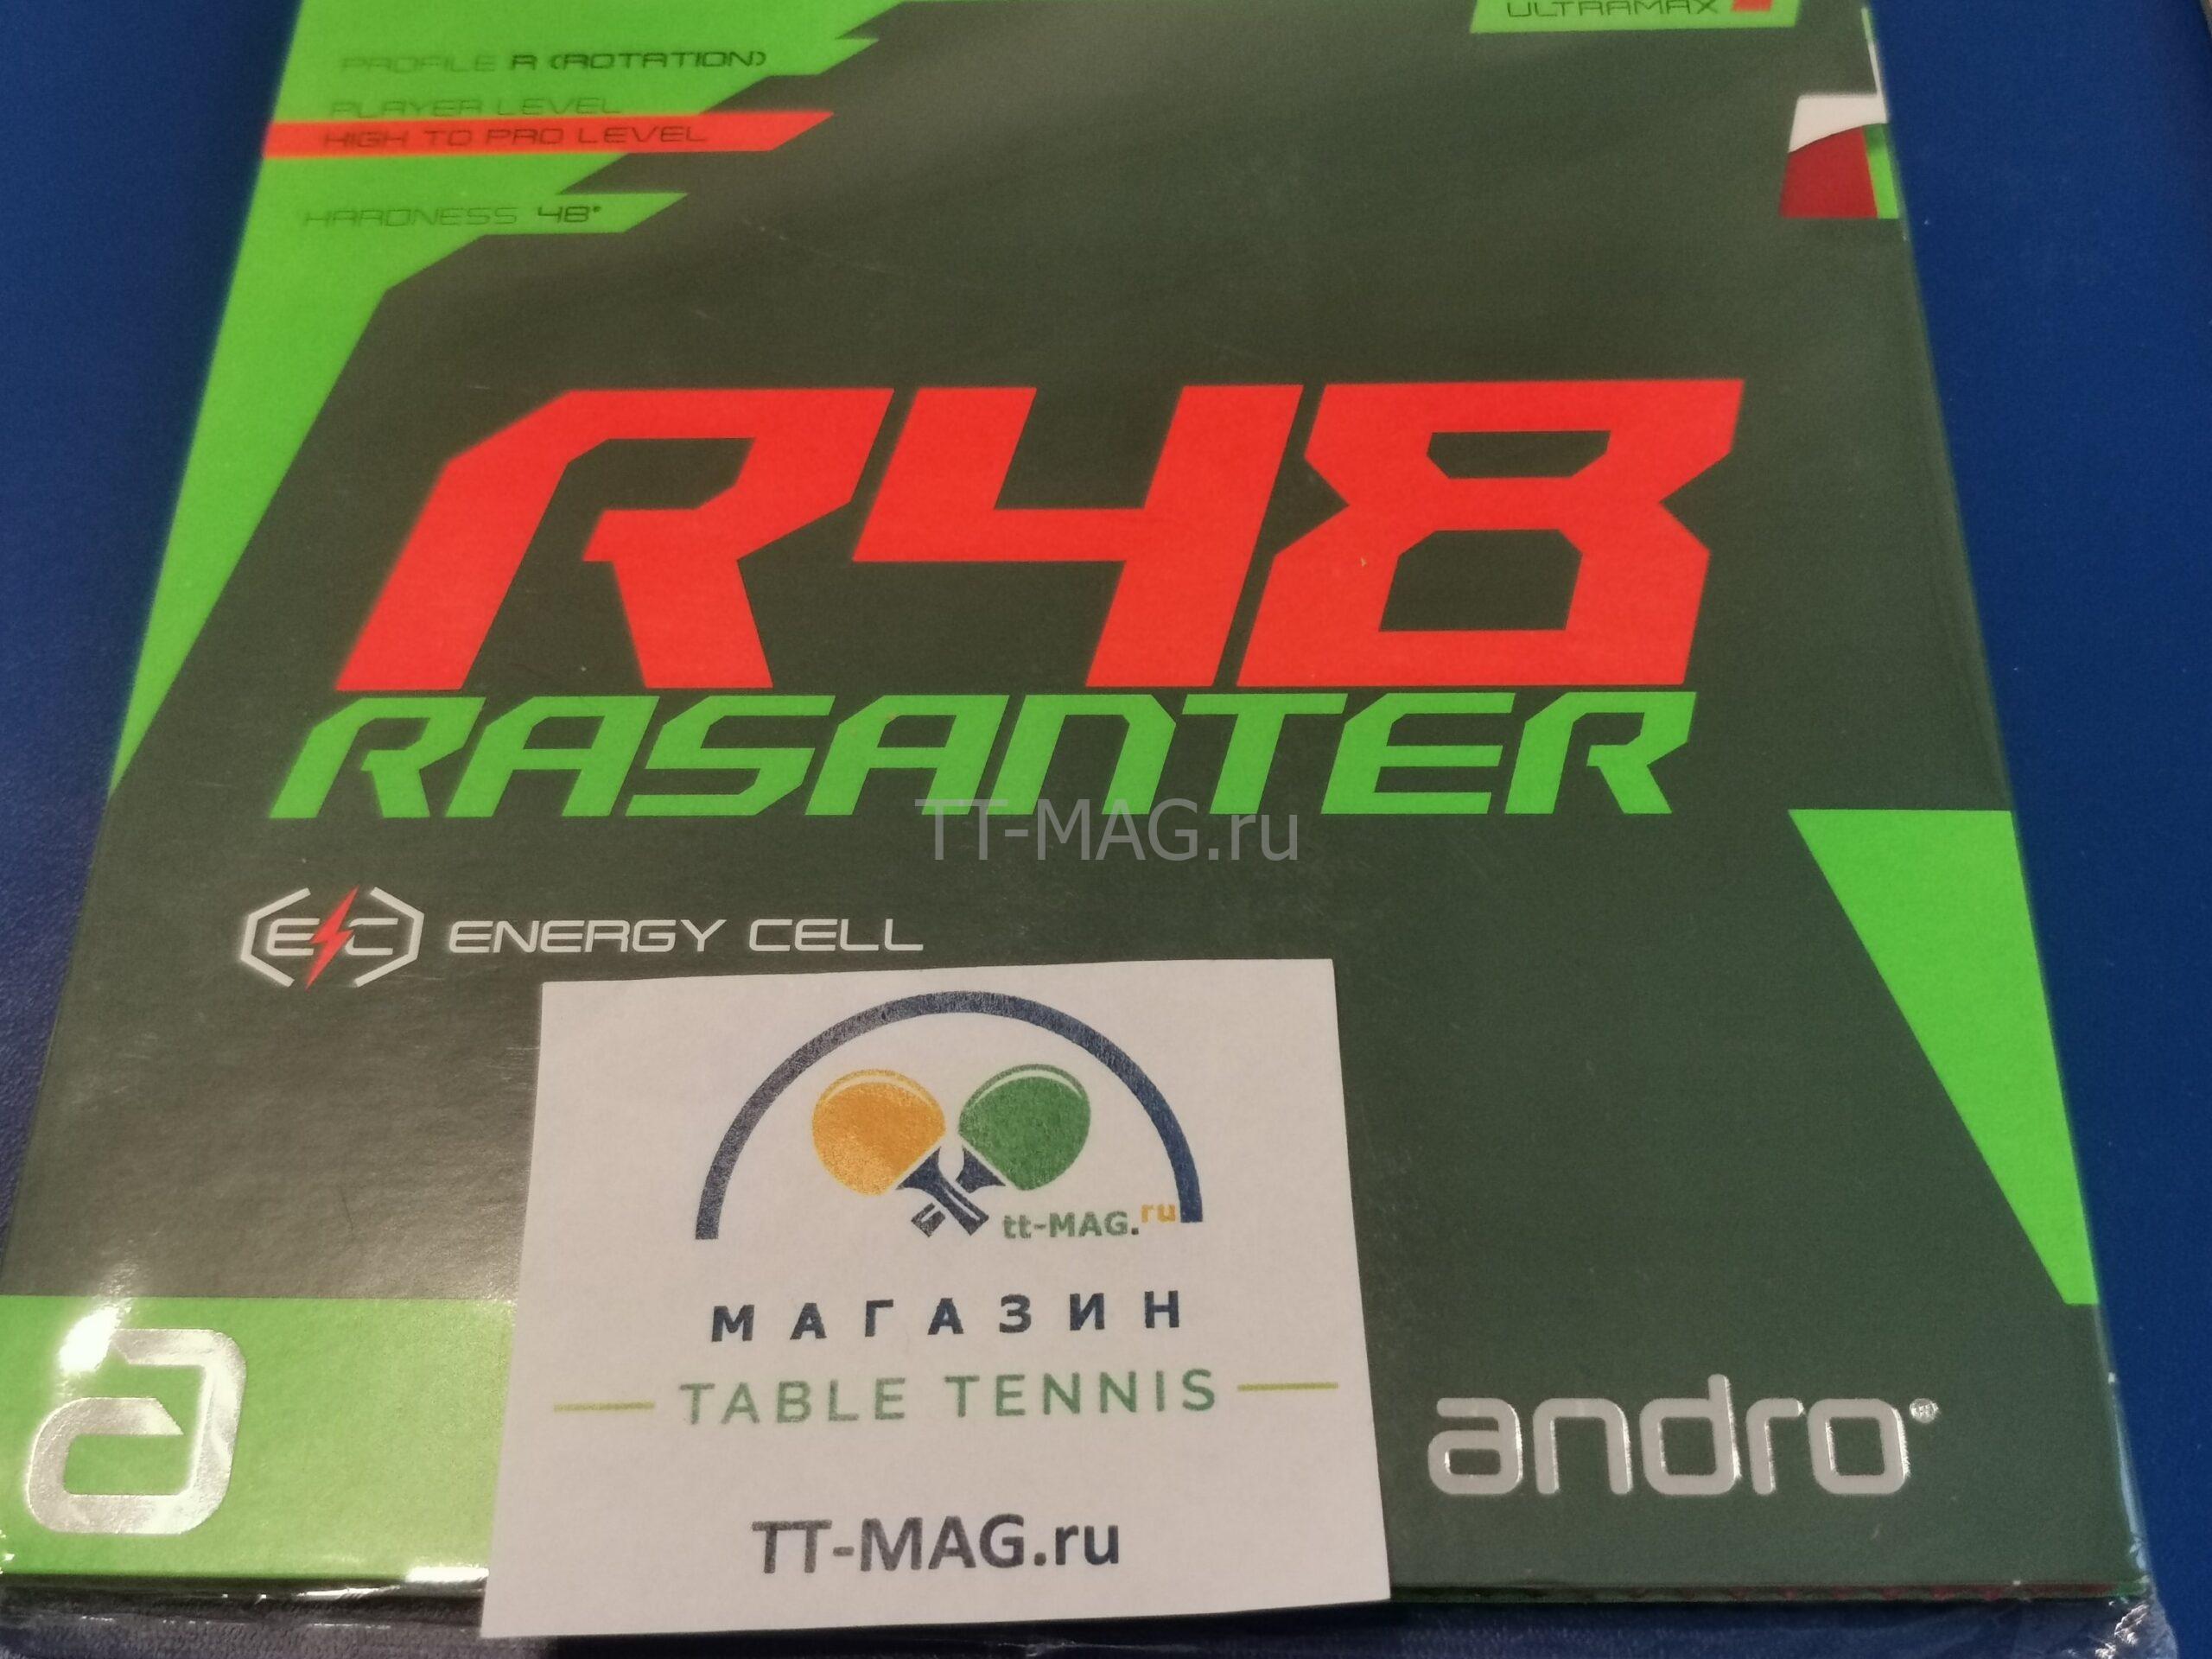 ULTRAMAX
PROFILE R (ROTATION)
PLAYER LEVEL
HIGH TO PRO LEVEL
HARDNESS 48°
R48
RASANTER
TT-MAG.ru
EC ENERGY CELL
tt-MAG.ru
МАГАЗИН
TABLE TENNIS
TT-MAG.ru
a
andro®